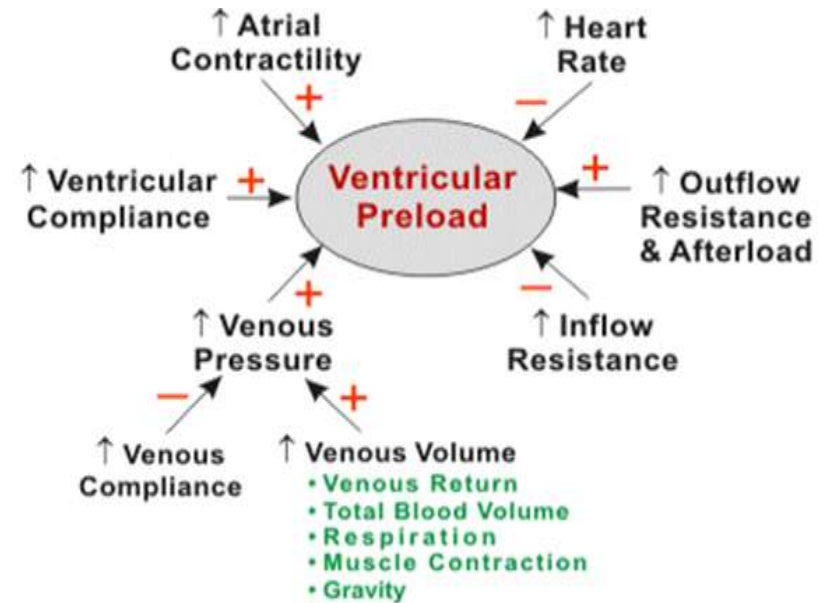 ↑ Atrial
Contractility
+
↑ Heart
Rate
−
↑ Ventricular
Compliance
+
Ventricular
Preload
+
↑ Outflow
Resistance
& Afterload
↑ Venous
Pressure
+
−
↑ Inflow
Resistance
−
+
↑ Venous
Compliance
↑ Venous Volume
• Venous Return
• Total Blood Volume
• Respiration
• Muscle Contraction
• Gravity